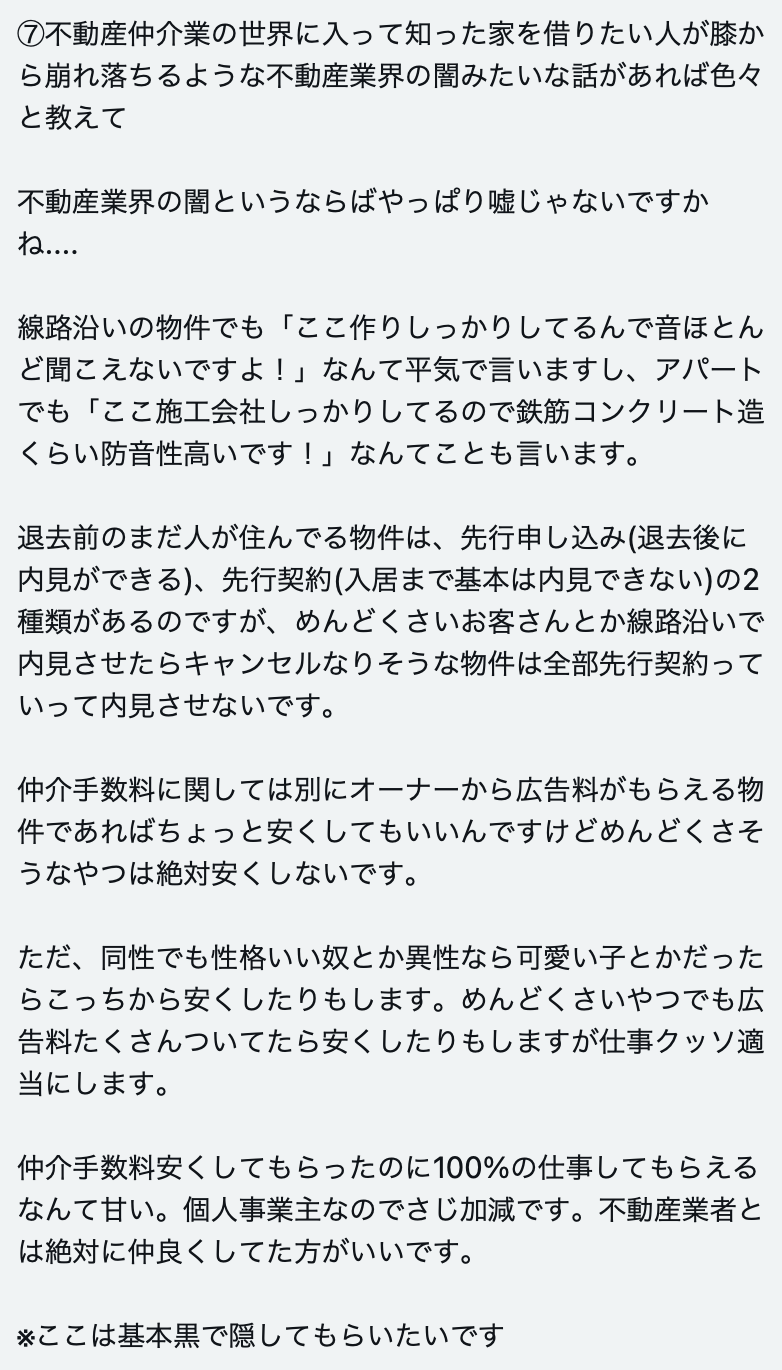 ⑦不動産仲介業の世界に入って知った家を借りたい人が膝か
ら崩れ落ちるような不動産業界の闇みたいな話があれば色々
と教えて
不動産業界の闇というならばやっぱり嘘じゃないですか
ね....
線路沿いの物件でも「ここ作りしっかりしてるんで音ほとん
ど聞こえないですよ！」なんて平気で言いますし、アパート
でも「ここ施工会社しっかりしてるので鉄筋コンクリート造
くらい防音性高いです！」なんてことも言います。
退去前のまだ人が住んでる物件は、先行申し込み(退去後に
内見ができる)、先行契約(入居まで基本は内見できない)の2
種類があるのですが、めんどくさいお客さんとか線路沿いで
内見させたらキャンセルなりそうな物件は全部先行契約って
いって内見させないです。
仲介手数料に関しては別にオーナーから広告料がもらえる物
件であればちょっと安くしてもいいんですけどめんどくさそ
うなやつは絶対安くしないです。
ただ、同性でも性格いい奴とか異性なら可愛い子とかだった
らこっちから安くしたりもします。めんどくさいやつでも広
告料たくさんついてたら安くしたりもしますが仕事クッソ適
当にします。
仲介手数料安くしてもらったのに100%の仕事してもらえる
なんて甘い。個人事業主なのでさじ加減です。不動産業者と
は絶対に仲良くしてた方がいいです。
※ここは基本黒で隠してもらいたいです